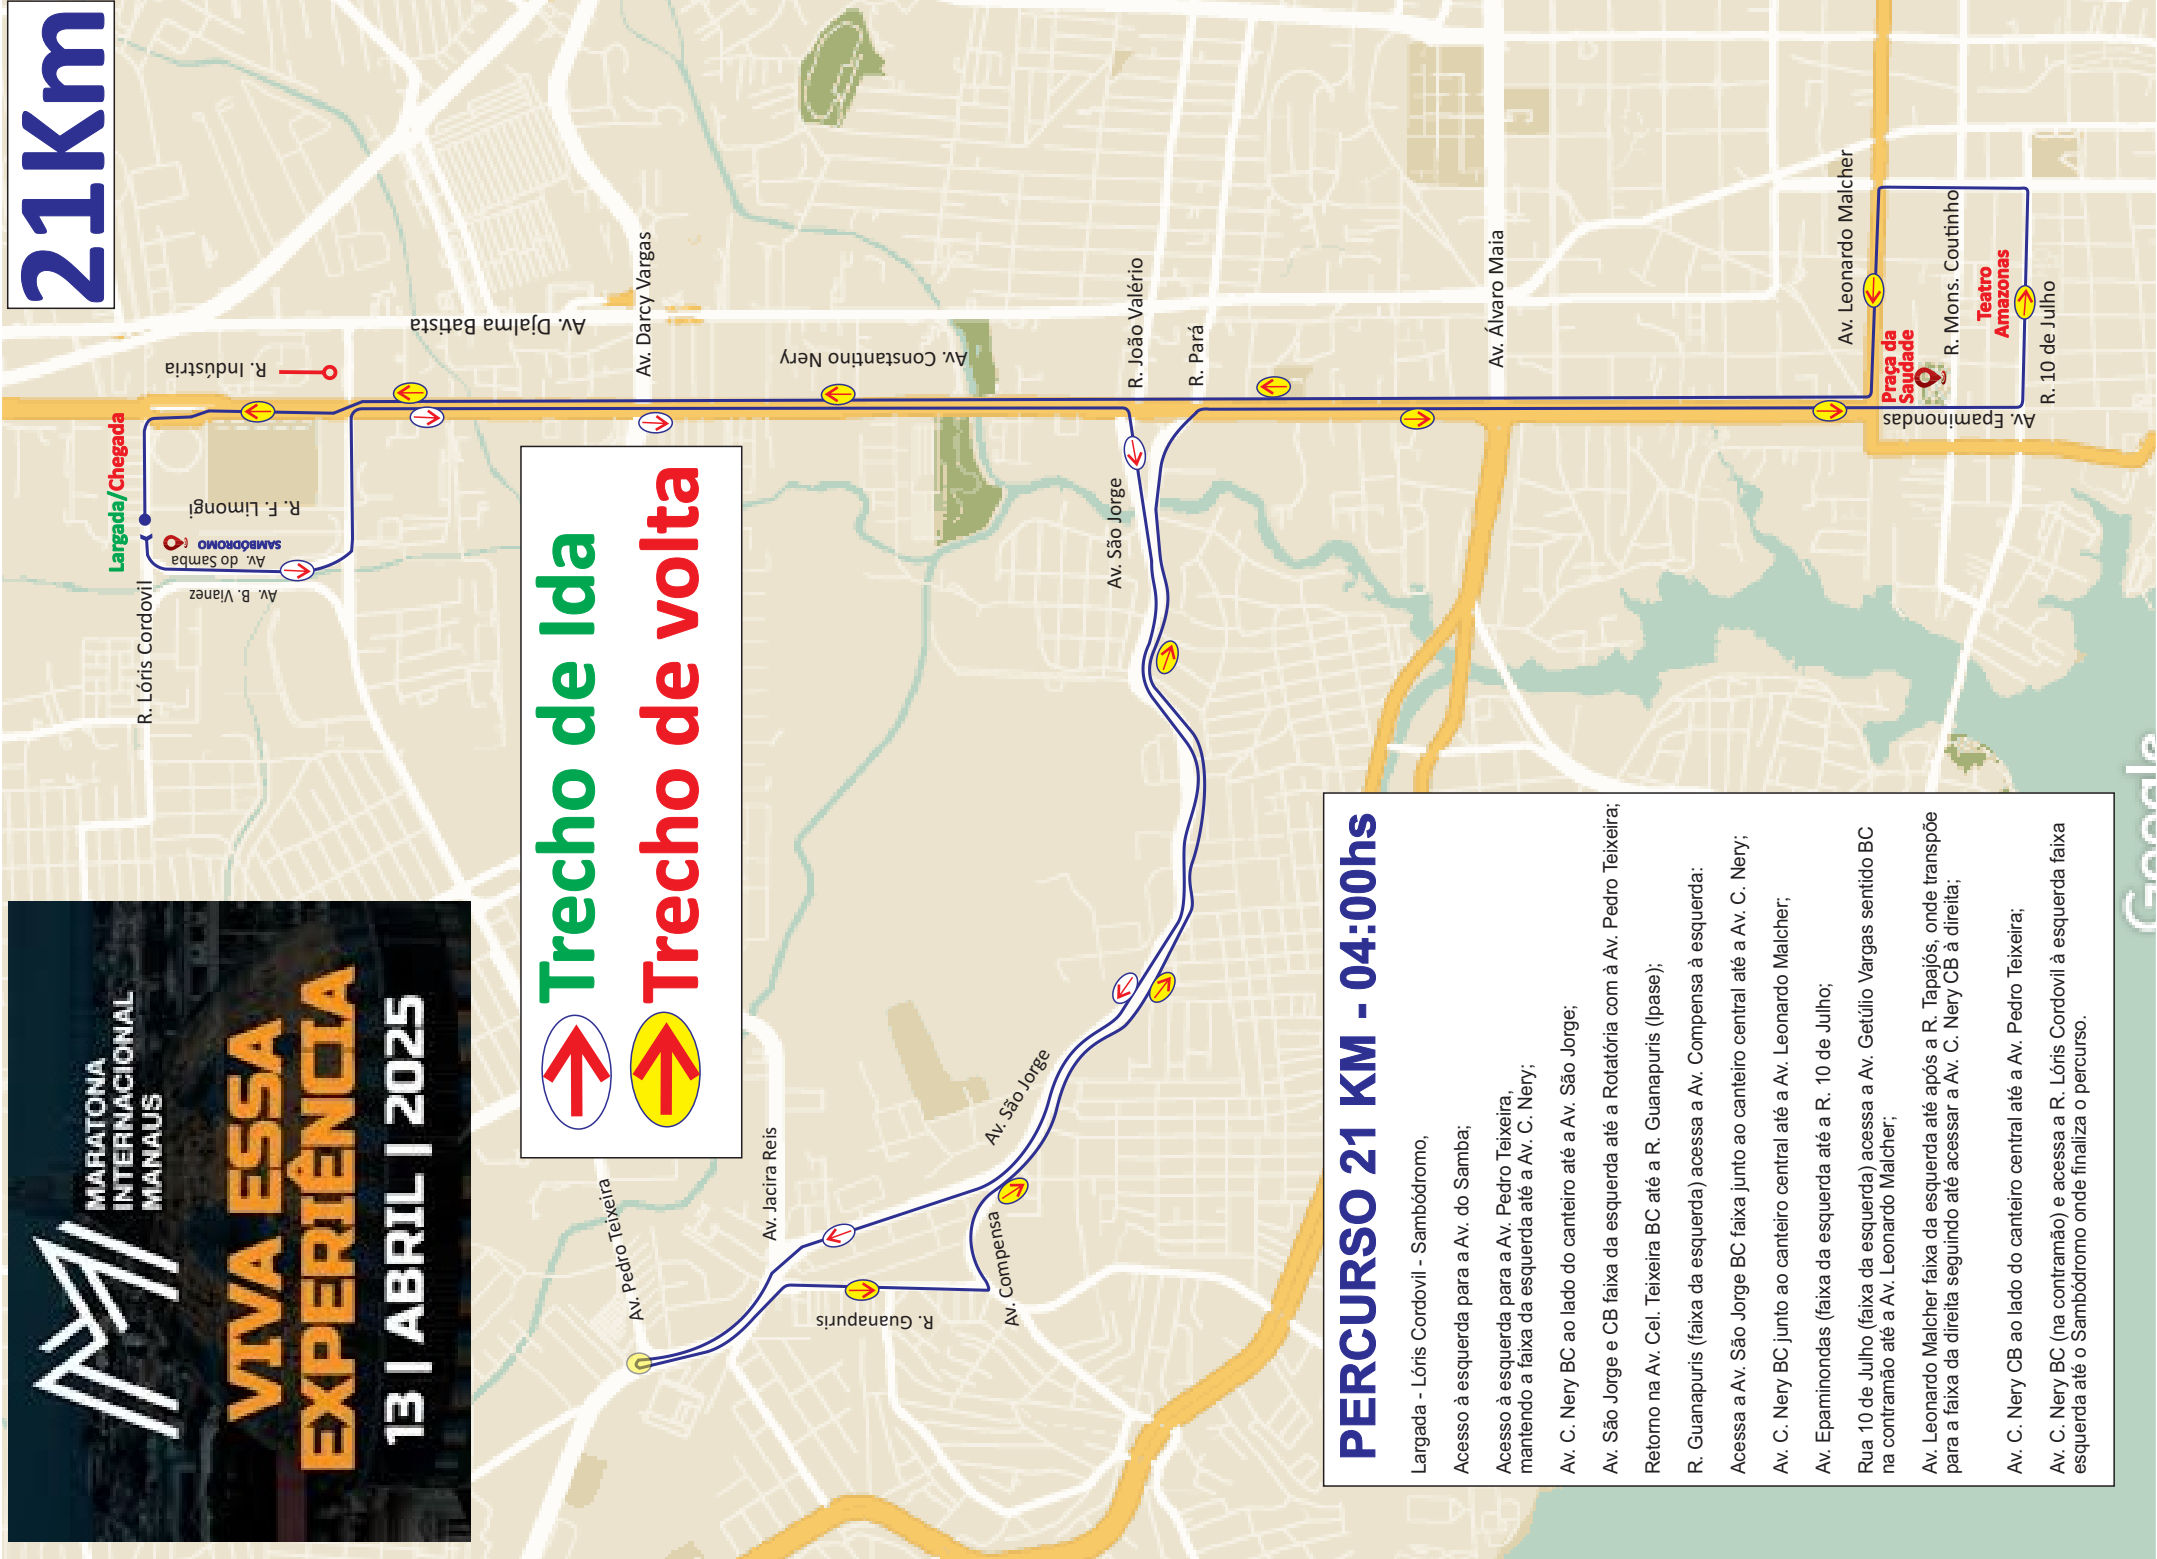 21Km
MARATONA
INTERNACIONAL
MANAUS
VIVA ESSA
EXPERIÊNCIA
13 | ABRIL | 2025
Trecho de Ida
Trecho de volta
Largada/Chegada
R. Lóris Cordovil
SAMBÓDROMO
Av. do Samba
Av. B. Vianez
R. F. Limongi
R. Indústria
Av. Djalma Batista
Av. Darcy Vargas
Av. Constantino Nery
R. João Valério
R. Pará
Av. São Jorge
Av. Álvaro Maia
Av. Leonardo Malcher
Praça da
Saudade
R. Mons. Coutinho
Teatro
Amazonas
R. 10 de Julho
Av. Epaminondas
Av. Pedro Teixeira
Av. Jacira Reis
R. Guanapuris
Av. Compensa
Av. São Jorge
PERCURSO 21 KM - 04:00hs
Largada - Lóris Cordovil - Sambódromo,
Acesso à esquerda para a Av. do Samba;
Acesso à esquerda para a Av. Pedro Teixeira,
mantendo a faixa da esquerda até a Av. C. Nery;
Av. C. Nery BC ao lado do canteiro até a Av. São Jorge;
Av. São Jorge e CB faixa da esquerda até a Rotatória com à Av. Pedro Teixeira;
Retorno na Av. Cel. Teixeira BC até a R. Guanapuris (Ipase);
R. Guanapuris (faixa da esquerda) acessa a Av. Compensa à esquerda:
Acessa a Av. São Jorge BC faixa junto ao canteiro central até a Av. C. Nery;
Av. C. Nery BC junto ao canteiro central até a Av. Leonardo Malcher;
Av. Epaminondas (faixa da esquerda até a R. 10 de Julho;
Rua 10 de Julho (faixa da esquerda) acessa a Av. Getúlio Vargas sentido BC
na contramão até a Av. Leonardo Malcher;
Av. Leonardo Malcher faixa da esquerda até após a R. Tapajós, onde transpõe
para a faixa da direita seguindo até acessar a Av. C. Nery CB à direita;
Av. C. Nery CB ao lado do canteiro central até a Av. Pedro Teixeira;
Av. C. Nery BC (na contramão) e acessa a R. Lóris Cordovil à esquerda faixa
esquerda até o Sambódromo onde finaliza o percurso.
Google